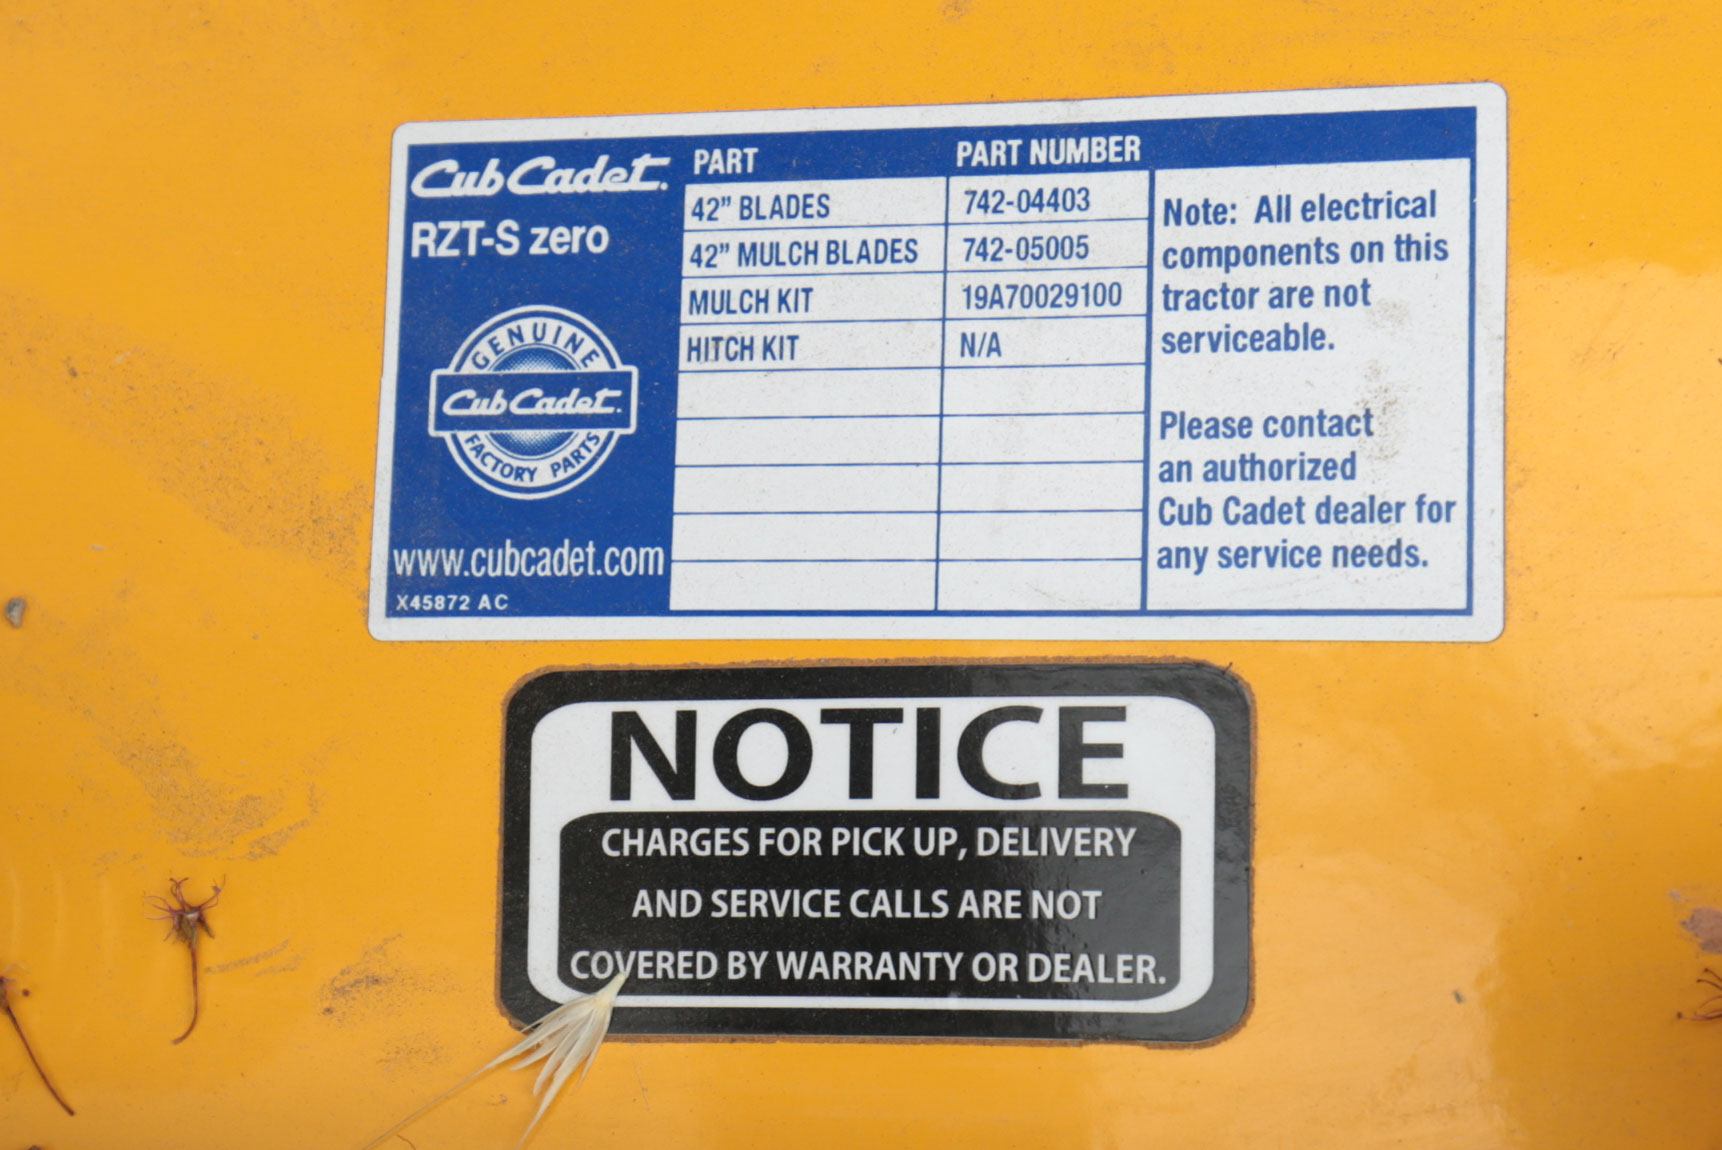 Cub Cadet.
RZT-S zero
GENUINE
Cub Cadet.
FACTORY PARTS
www.cubcadet.com
X45872 AC
PART PART NUMBER
42” BLADES 742-04403
42” MULCH BLADES 742-05005
MULCH KIT 19A70029100
HITCH KIT N/A
Note: All electrical
components on this
tractor are not
serviceable.
Please contact
an authorized
Cub Cadet dealer for
any service needs.
NOTICE
CHARGES FOR PICK UP, DELIVERY
AND SERVICE CALLS ARE NOT
COVERED BY WARRANTY OR DEALER.